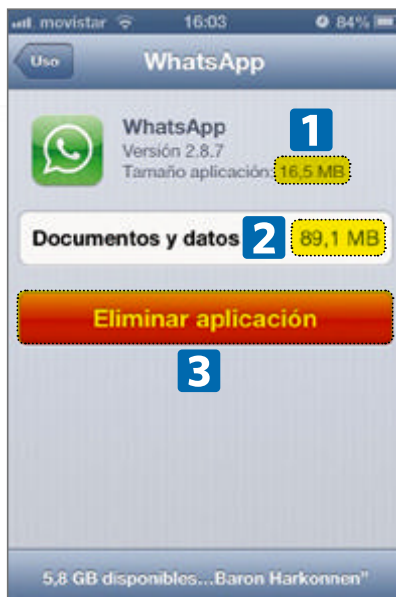 movistar 16:03 84%
Uso WhatsApp
WhatsApp
1
Versión 2.8.7
Tamaño aplicación: 16,5 MB
Documentos y datos 2 89,1 MB
Eliminar aplicación
3
5,8 GB disponibles...Baron Harkonnen"